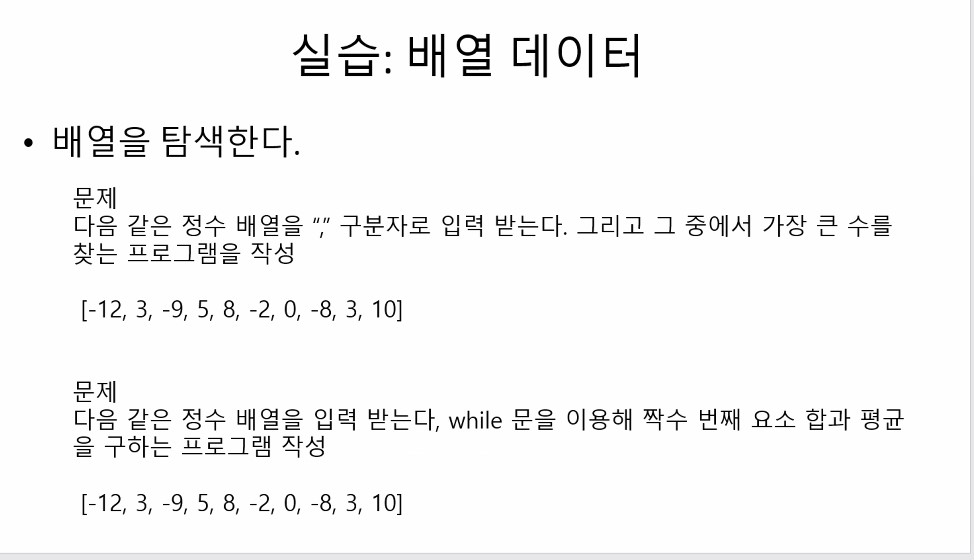 실습: 배열 데이터
• 배열을 탐색한다.
문제
다음 같은 정수 배열을 “,” 구분자로 입력 받는다. 그리고 그 중에서 가장 큰 수를
찾는 프로그램을 작성
[-12, 3, -9, 5, 8, -2, 0, -8, 3, 10]
문제
다음 같은 정수 배열을 입력 받는다, while 문을 이용해 짝수 번째 요소 합과 평균
을 구하는 프로그램 작성
[-12, 3, -9, 5, 8, -2, 0, -8, 3, 10]